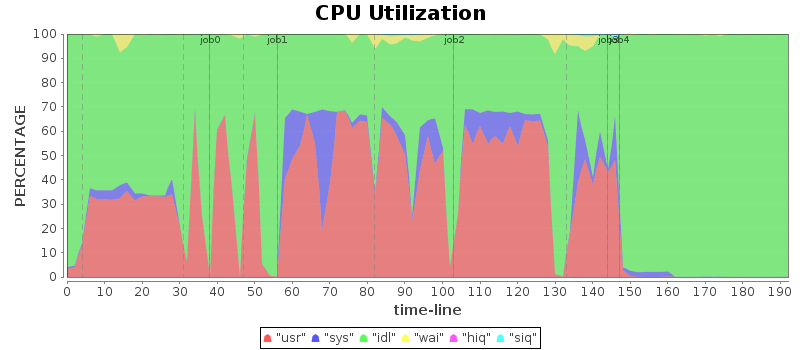 CPU Utilization
job0 job1 job2 job3 job4
100
90
80
70
60
50
40
30
20
10
0
PERCENTAGE
0 10 20 30 40 50 60 70 80 90 100 110 120 130 140 150 160 170 180 190
time-line
"usr" "sys" "idl" "wai" "hiq" "siq"